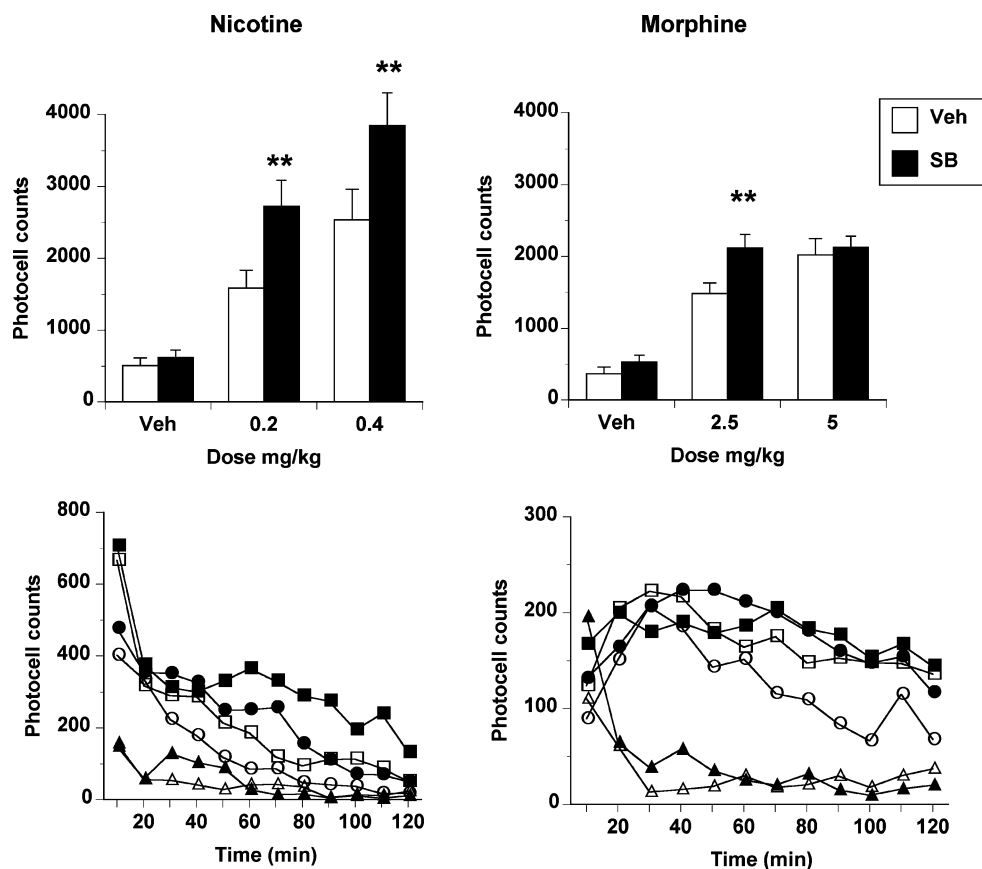 Nicotine
Morphine
**
**
**
Veh
SB
Photocell counts
4000
3000
2000
1000
0
Veh 0.2 0.4
Dose mg/kg
Photocell counts
4000
3000
2000
1000
0
Veh 2.5 5
Dose mg/kg
Photocell counts
800
600
400
200
0
20 40 60 80 100 120
Time (min)
Photocell counts
300
200
100
0
20 40 60 80 100 120
Time (min)